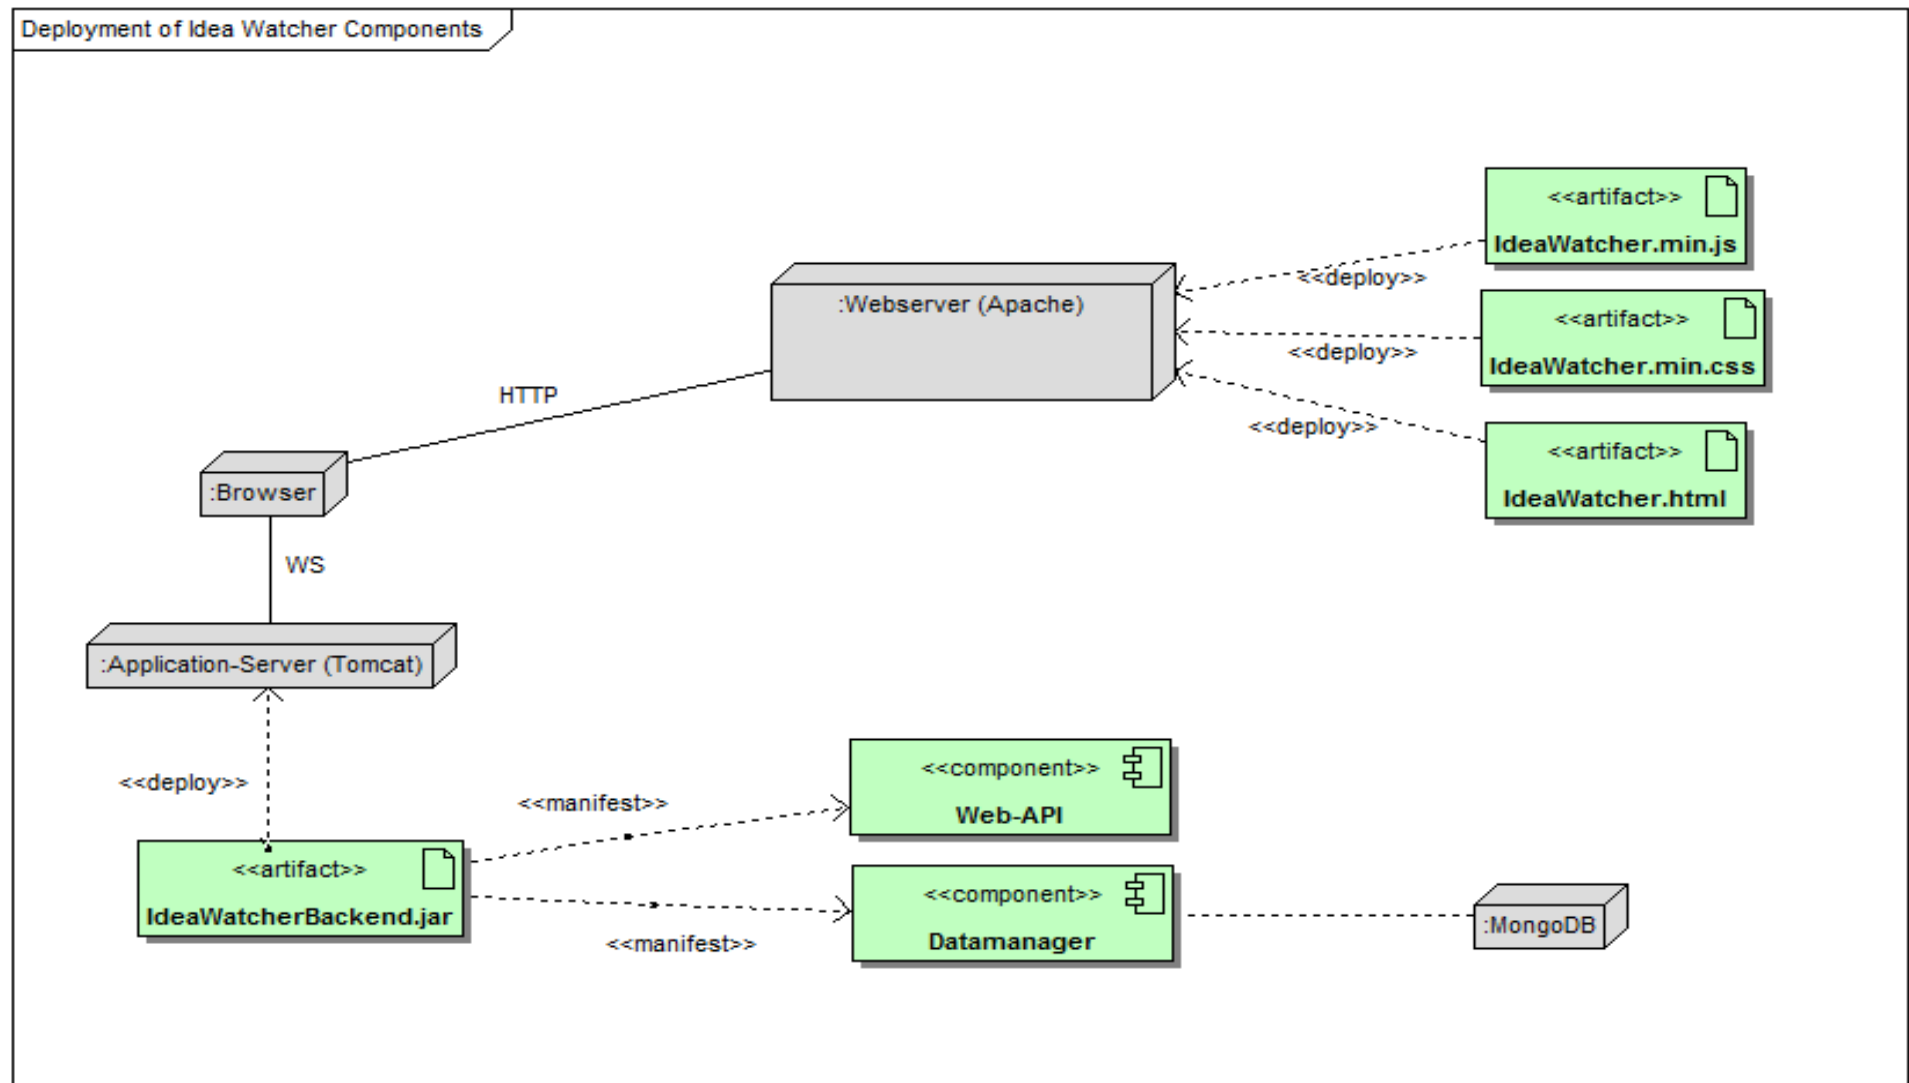 Deployment of Idea Watcher Components
<<artifact>>
IdeaWatcher.min.js
<<deploy>>
:Webserver (Apache)
<<artifact>>
IdeaWatcher.min.css
<<deploy>>
HTTP
<<deploy>>
<<artifact>>
IdeaWatcher.html
:Browser
WS
:Application-Server (Tomcat)
<<deploy>>
<<manifest>>
<<component>>
Web-API
<<artifact>>
IdeaWatcherBackend.jar
<<manifest>>
<<component>>
Datamanager
:MongoDB